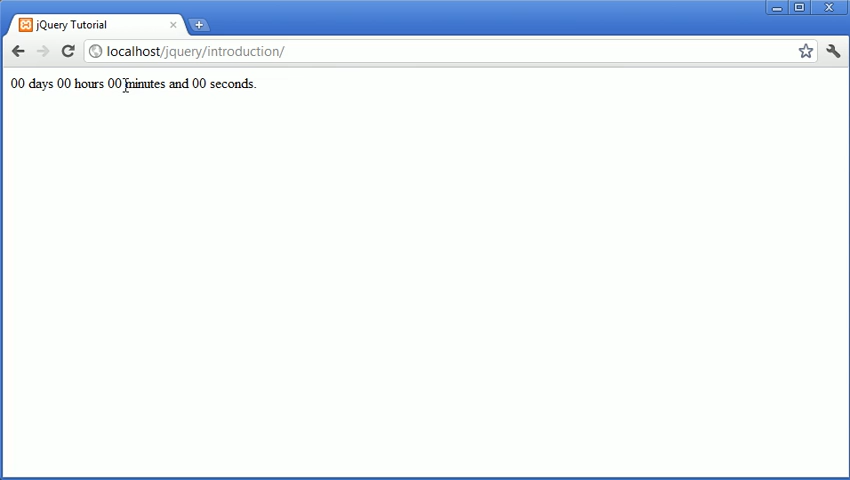 jQuery Tutorial
localhost/jquery/introduction/
00 days 00 hours 00 minutes and 00 seconds.